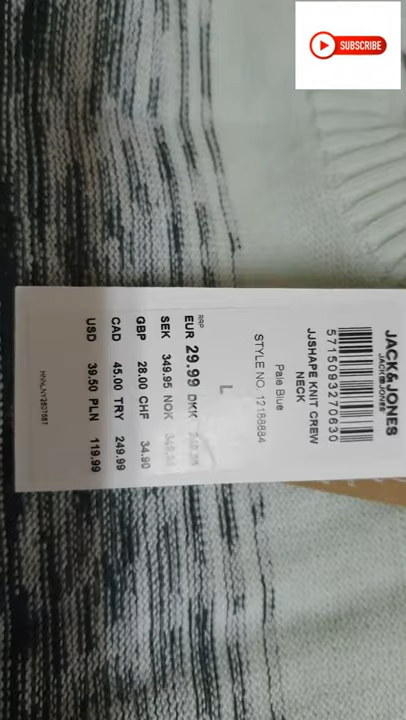 SUBSCRIBE
JACK&JONES
JACK & JONES
5715093270630
JJSHAPE KNIT CREW
NECK
Pale Blue
STYLE NO. 12168884
L
RRP
EUR 29.99 DKK
SEK 349.95 NOK
GBP 28.00 CHF 34.90
CAD 45.00 TRY 249.99
USD 39.50 PLN 119.99